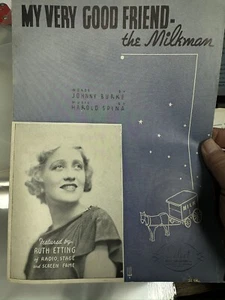 MY VERY GOOD FRIEND-
the Milkman
WORDS BY
JOHNNY BURKE
MUSIC BY
HAROLD SPINA
MILK
Featured by
RUTH ETTING
of RADIO, STAGE
and SCREEN FAME